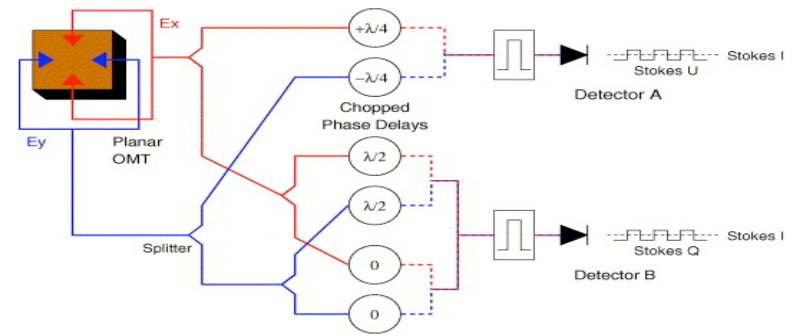 Ex
+λ/4
Stokes I
Stokes U
−λ/4
Detector A
Chopped
Phase Delays
Ey
Planar
OMT
λ/2
λ/2
Stokes I
Splitter
Stokes Q
0
Detector B
0